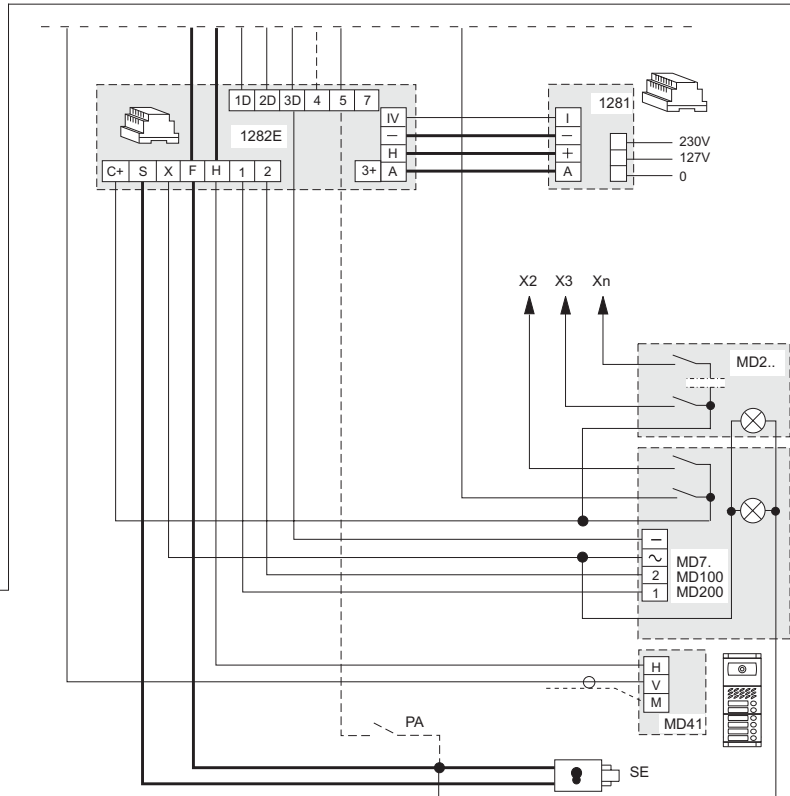 1D 2D 3D 4 5 7
1282E
IV
–
H
3+ A
C+ S X F H 1 2
1281
I
–
+
A
230V
127V
0
X2 X3 Xn
MD2..
–
~
2
1
MD7.
MD100
MD200
H
V
M
MD41
PA
SE